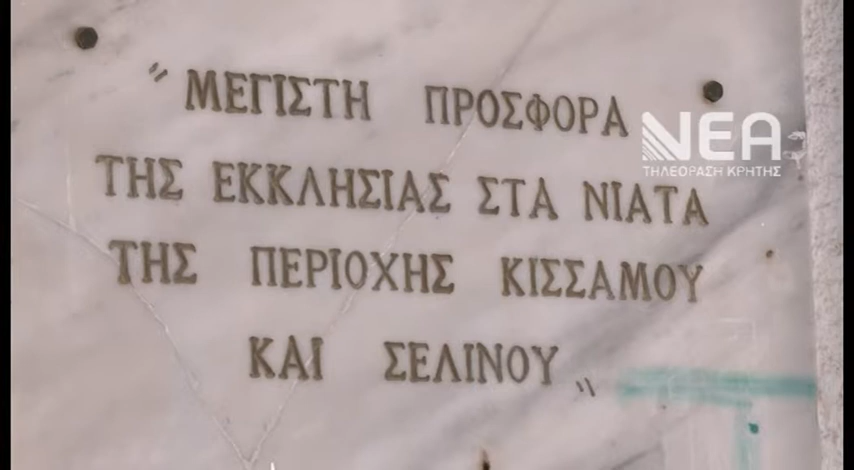 "ΜΕΓΙΣΤΗ ΠΡΟΣΦΟΡΑ
ΝΕΑ
ΤΗΛΕΟΡΑΣΗ ΚΡΗΤΗΣ
ΤΗΣ ΕΚΚΛΗΣΙΑΣ ΣΤΑ ΝΙΑΤΑ
ΤΗΣ ΠΕΡΙΟΧΗΣ ΚΙΣΣΑΜΟΥ
ΚΑΙ ΣΕΛΙΝΟΥ„